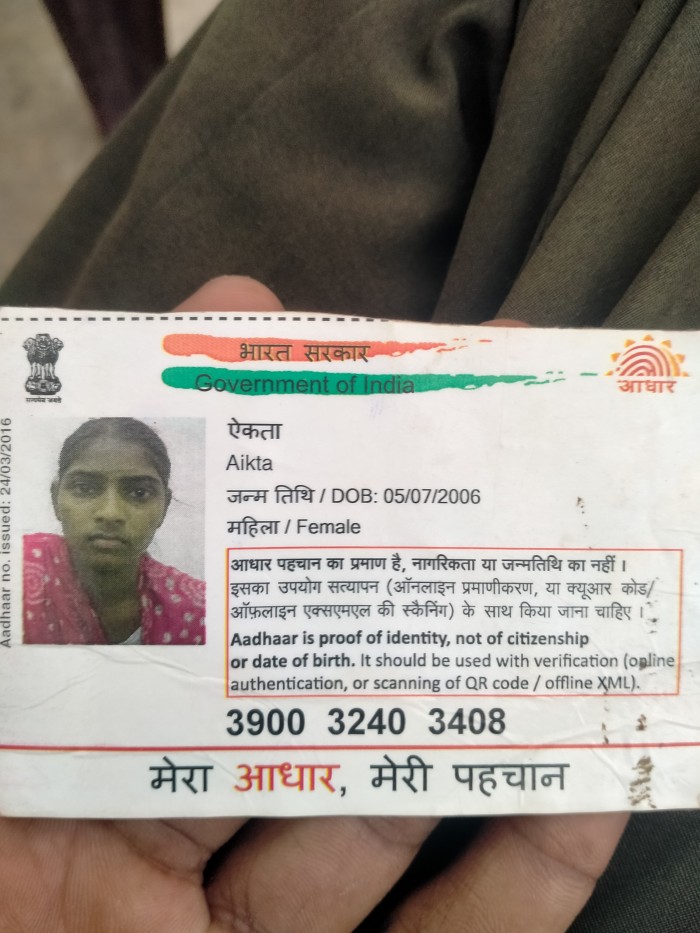 भारत सरकार
Government of India
आधार
Aadhaar no. issued: 24/03/2016
ऐकता
Aikta
जन्म तिथि / DOB: 05/07/2006
महिला / Female
आधार पहचान का प्रमाण है, नागरिकता या जन्मतिथि का नहीं ।
इसका उपयोग सत्यापन (ऑनलाइन प्रमाणीकरण, या क्यूआर कोड/
ऑफ़लाइन एक्सएमएल की स्कैनिंग) के साथ किया जाना चाहिए ।
Aadhaar is proof of identity, not of citizenship
or date of birth. It should be used with verification (online
authentication, or scanning of QR code / offline XML).
3900 3240 3408
मेरा आधार, मेरी पहचान